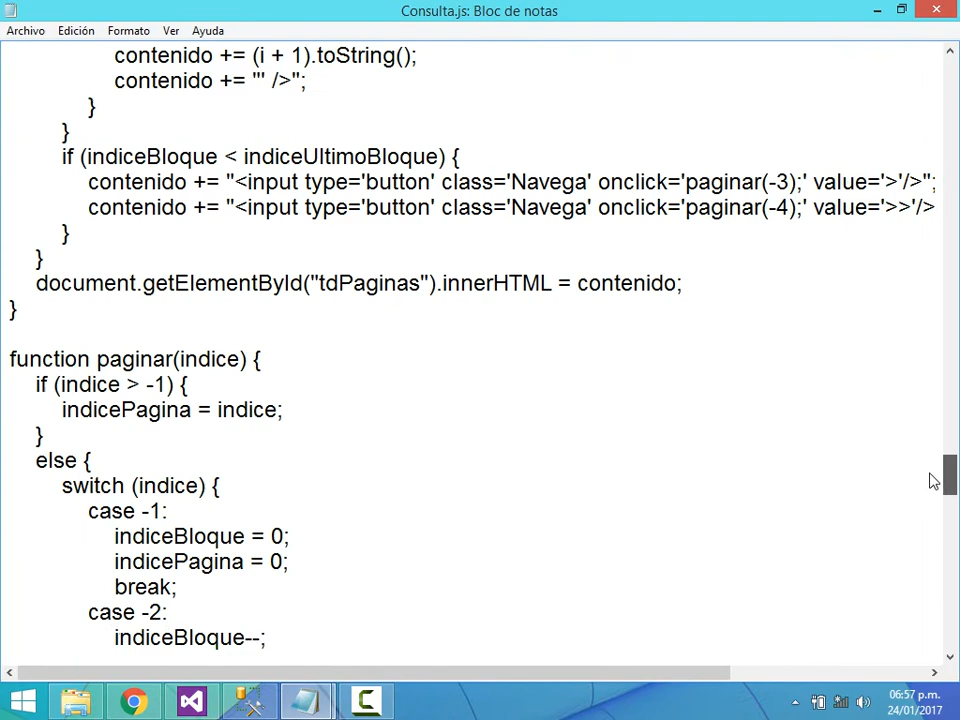 Consulta.js: Bloc de notas
Archivo Edición Formato Ver Ayuda
contenido += (i + 1).toString();
contenido += "' />";
}
}
if (indiceBloque < indiceUltimoBloque) {
contenido += "<input type='button' class='Navega' onclick='paginar(-3);' value='>'/>";
contenido += "<input type='button' class='Navega' onclick='paginar(-4);' value='>>'/>
}
}
document.getElementById("tdPaginas").innerHTML = contenido;
}
function paginar(indice) {
if (indice > -1) {
indicePagina = indice;
}
else {
switch (indice) {
case -1:
indiceBloque = 0;
indicePagina = 0;
break;
case -2:
indiceBloque--;
06:57 p.m.
24/01/2017